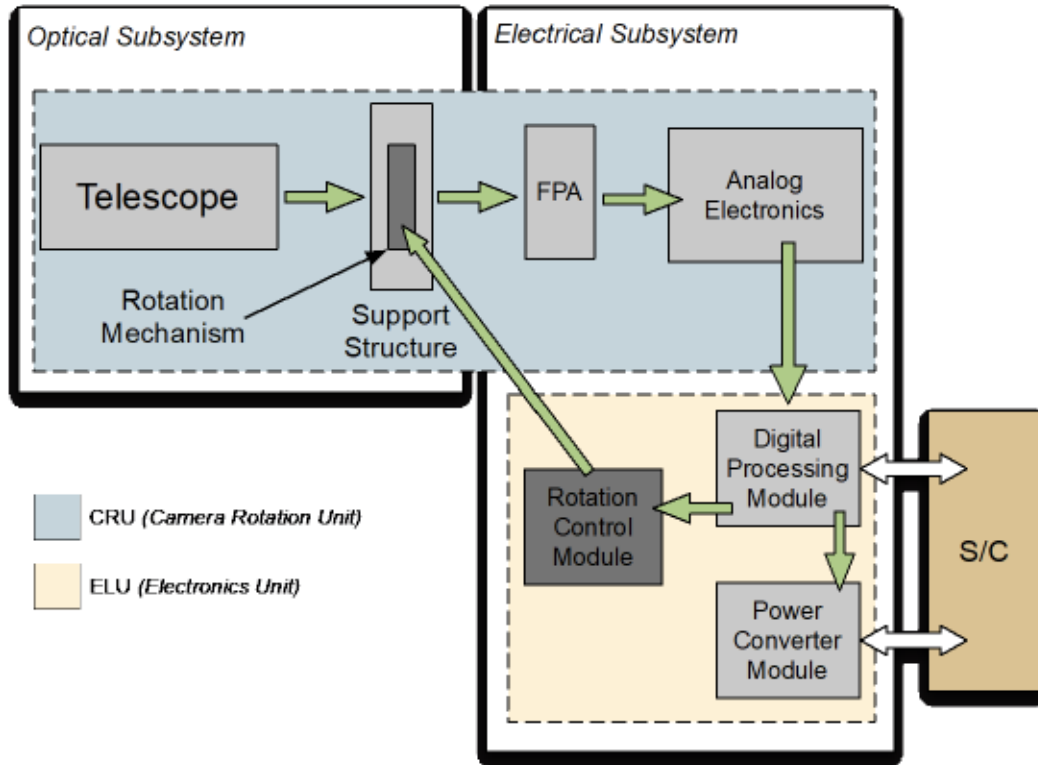 Optical Subsystem
Electrical Subsystem
Telescope
FPA
Analog
Electronics
Rotation
Mechanism
Support
Structure
Digital
Processing
Module
Rotation
Control
Module
S/C
Power
Converter
Module
CRU (Camera Rotation Unit)
ELU (Electronics Unit)